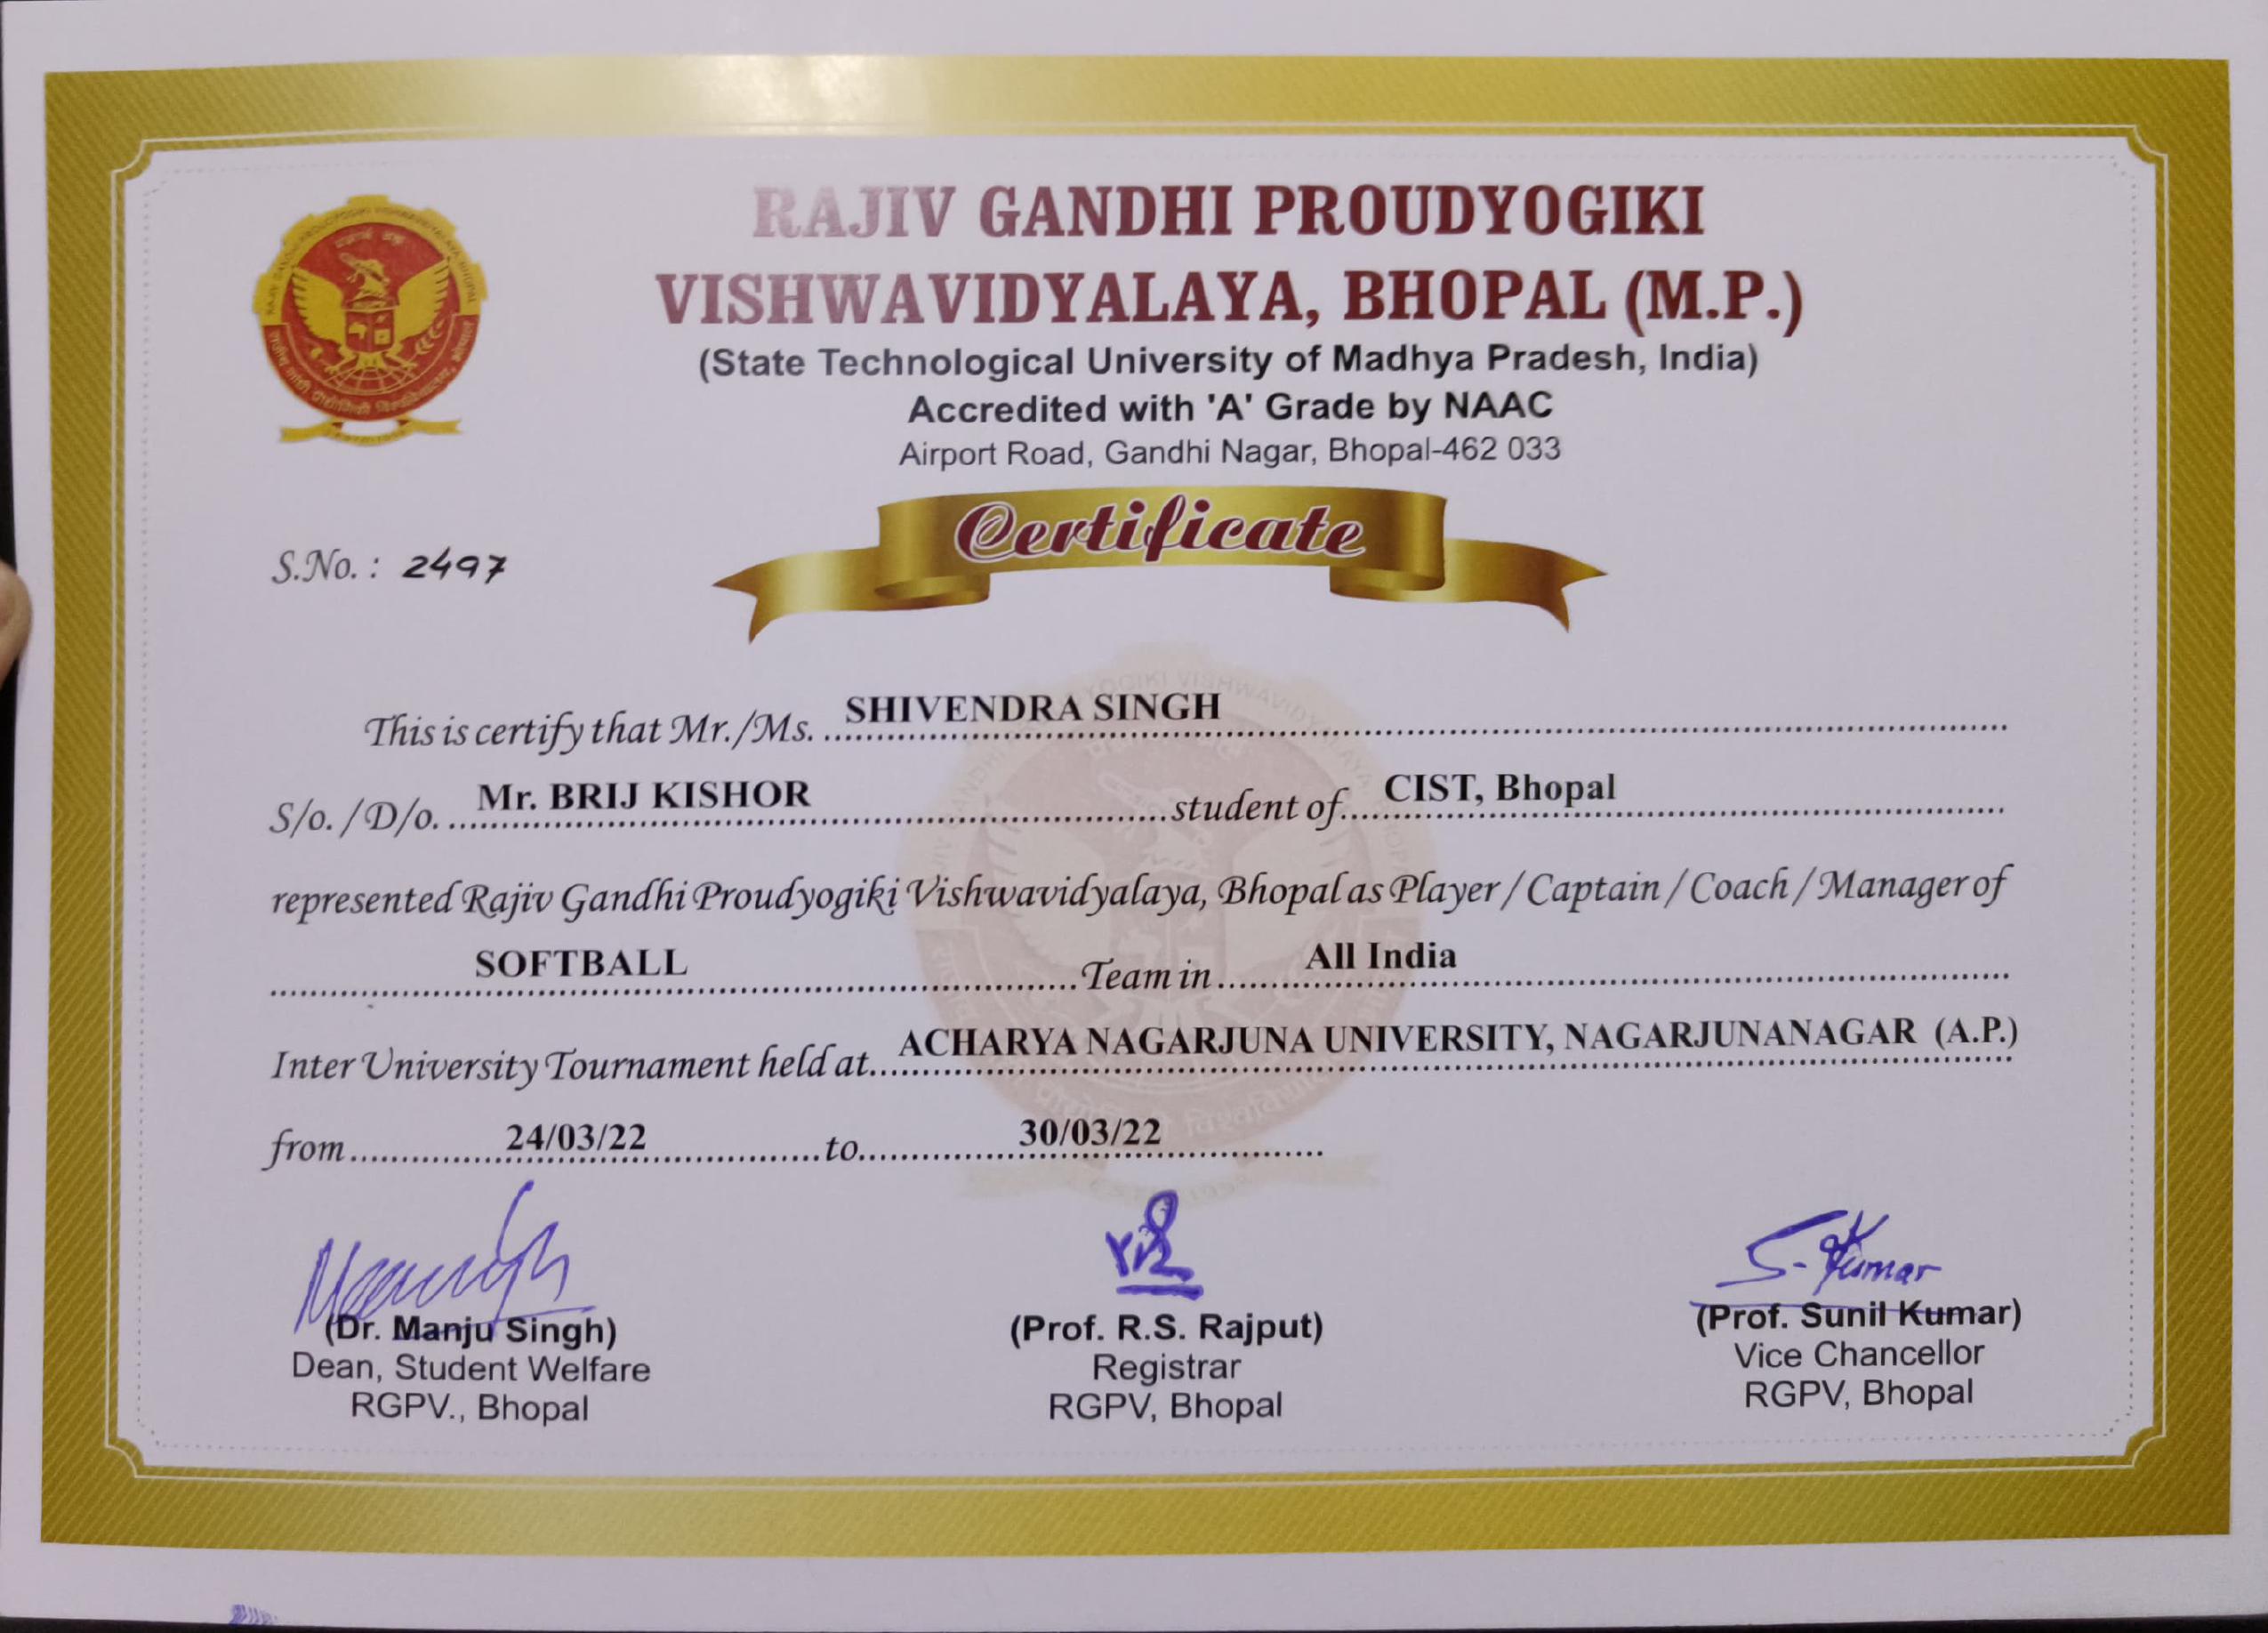 RAJIV GANDHI PROUDYOGIKI
VISHWAVIDYALAYA, BHOPAL (M.P.)
(State Technological University of Madhya Pradesh, India)
Accredited with 'A' Grade by NAAC
Airport Road, Gandhi Nagar, Bhopal-462 033
Certificate
S.No. : 2497
This is certify that Mr./Ms. SHIVENDRA SINGH
S/o. / D/o. Mr. BRIJ KISHOR student of CIST, Bhopal
represented Rajiv Gandhi Proudyogiki Vishwavidyalaya, Bhopal as Player / Captain / Coach / Manager of
SOFTBALL Team in All India
Inter University Tournament held at ACHARYA NAGARJUNA UNIVERSITY, NAGARJUNANAGAR (A.P.)
from 24/03/22 to 30/03/22
S. Kumar
(Dr. Manju Singh) (Prof. R.S. Rajput) (Prof. Sunil Kumar)
Dean, Student Welfare Registrar Vice Chancellor
RGPV., Bhopal RGPV, Bhopal RGPV, Bhopal